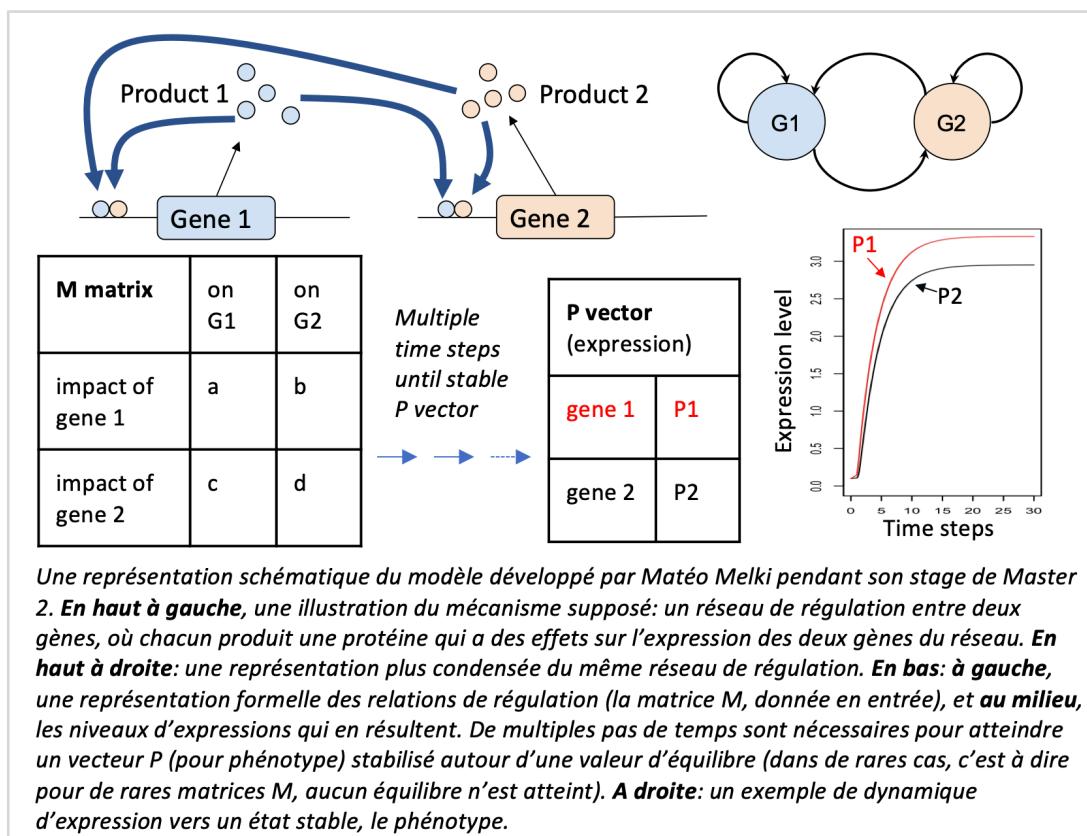 Product 1
Product 2
G1
G2
Gene 1
Gene 2
M matrix
on
G1
on
G2
impact of
gene 1
a
b
impact of
gene 2
c
d
Multiple
time steps
until stable
P vector
P vector
(expression)
gene 1
P1
gene 2
P2
Expression level
3.0
2.5
2.0
1.5
1.0
0.5
0.0
P1
P2
0
5
10
15
20
25
30
Time steps
Une représentation schématique du modèle développé par Matéo Melki pendant son stage de Master
2. En haut à gauche, une illustration du mécanisme supposé: un réseau de régulation entre deux
gènes, où chacun produit une protéine qui a des effets sur l'expression des deux gènes du réseau. En
haut à droite: une représentation plus condensée du même réseau de régulation. En bas: à gauche,
une représentation formelle des relations de régulation (la matrice M, donnée en entrée), et au milieu,
les niveaux d'expressions qui en résultent. De multiples pas de temps sont nécessaires pour atteindre
un vecteur P (pour phénotype) stabilisé autour d'une valeur d'équilibre (dans de rares cas, c'est à dire
pour de rares matrices M, aucun équilibre n'est atteint). A droite: un exemple de dynamique
d'expression vers un état stable, le phénotype.